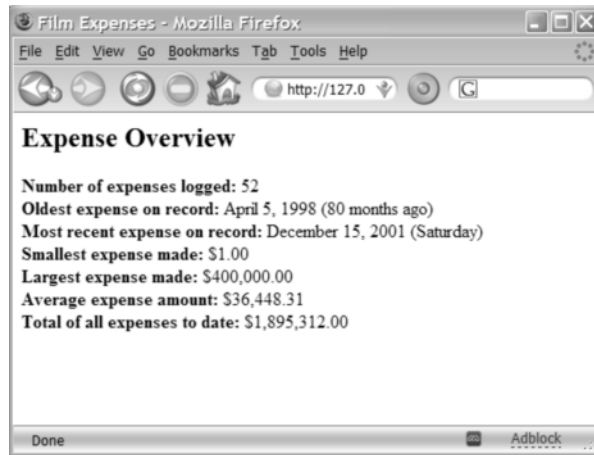 Film Expenses - Mozilla Firefox
File Edit View Go Bookmarks Tab Tools Help
http://127.0
G
Expense Overview
Number of expenses logged: 52
Oldest expense on record: April 5, 1998 (80 months ago)
Most recent expense on record: December 15, 2001 (Saturday)
Smallest expense made: $1.00
Largest expense made: $400,000.00
Average expense amount: $36,448.31
Total of all expenses to date: $1,895,312.00
Done
Adblock